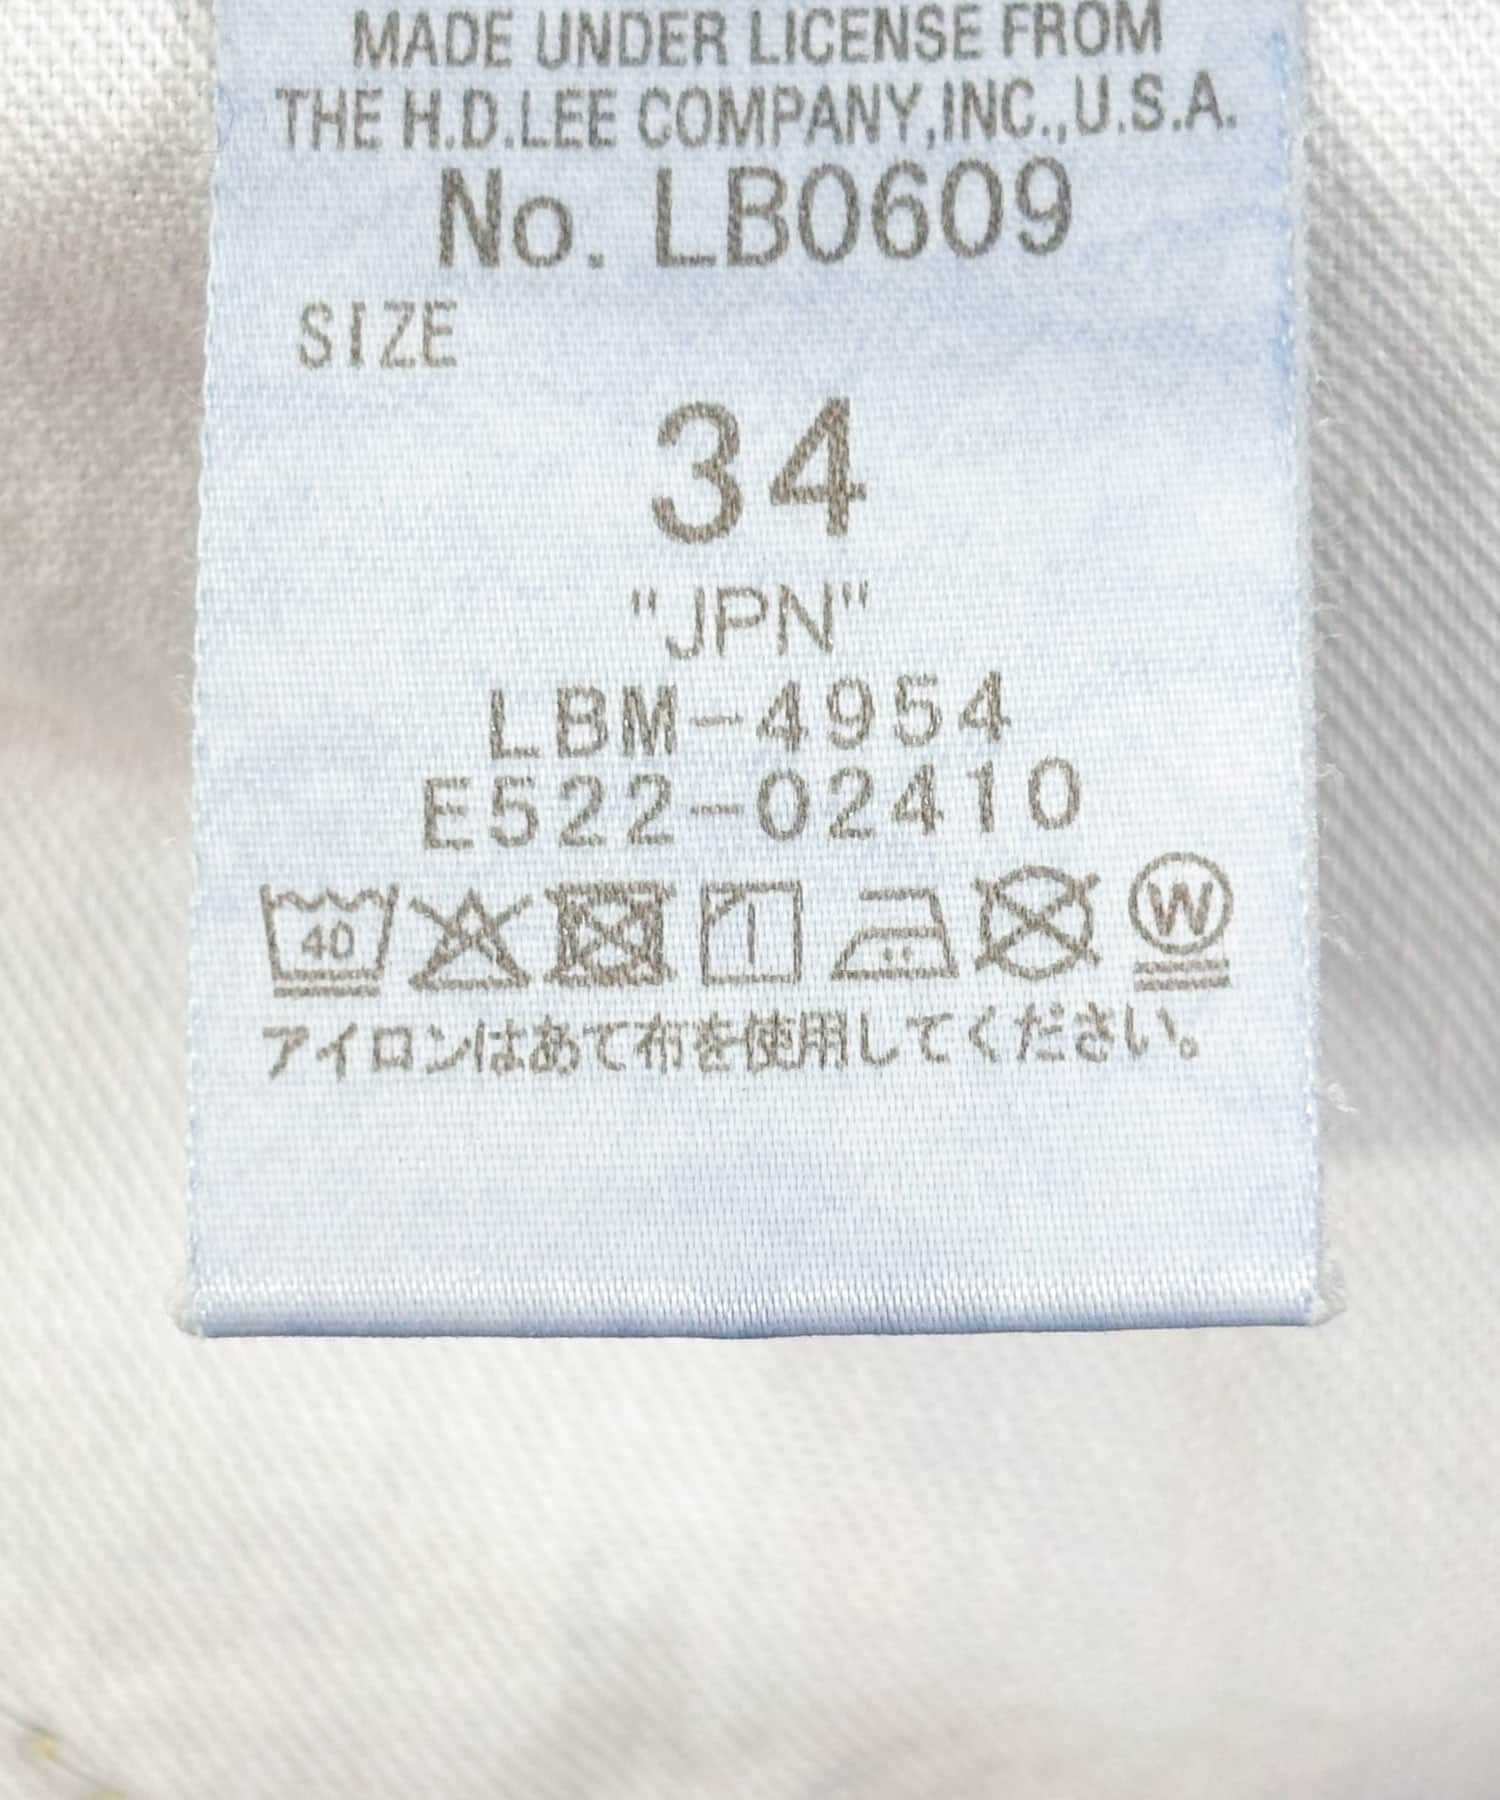 MADE UNDER LICENSE FROM
THE H.D.LEE COMPANY,INC.,U.S.A.
No. LB0609
SIZE
34
"JPN"
LBM-4954
E522-02410
40 W
アイロンはあて布を使用してください。